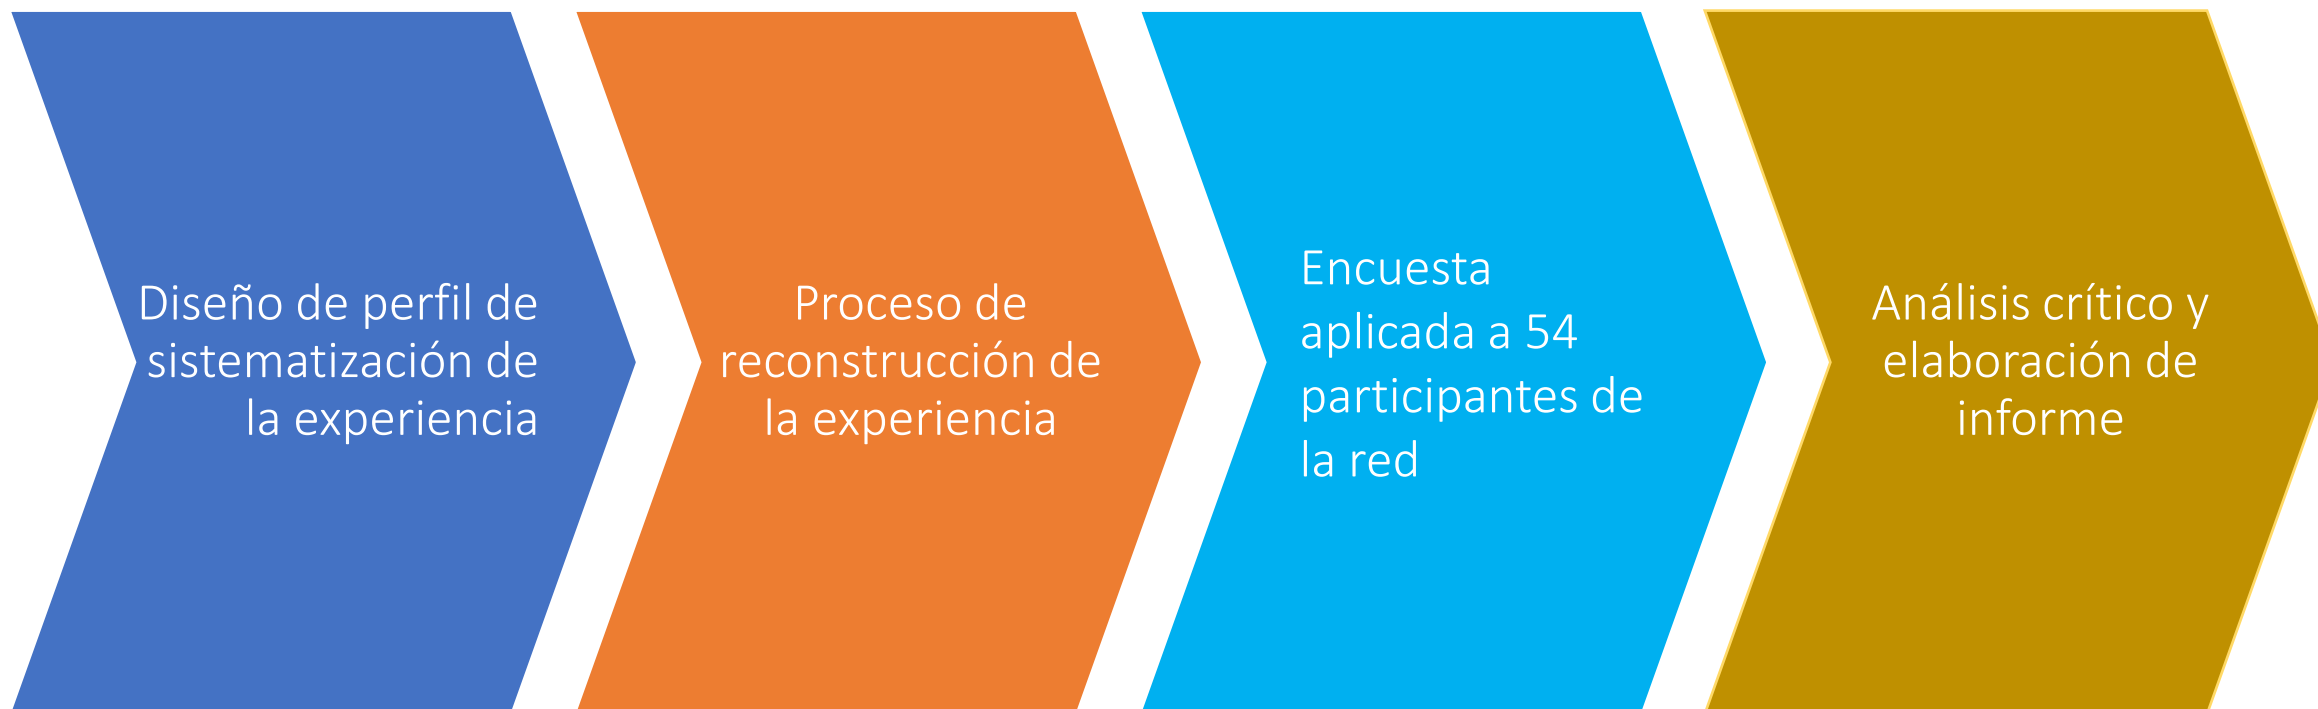 Diseño de perfil de
sistematización de
la experiencia
Proceso de
reconstrucción de
la experiencia
Encuesta
aplicada a 54
participantes de
la red
Análisis crítico y
elaboración de
informe